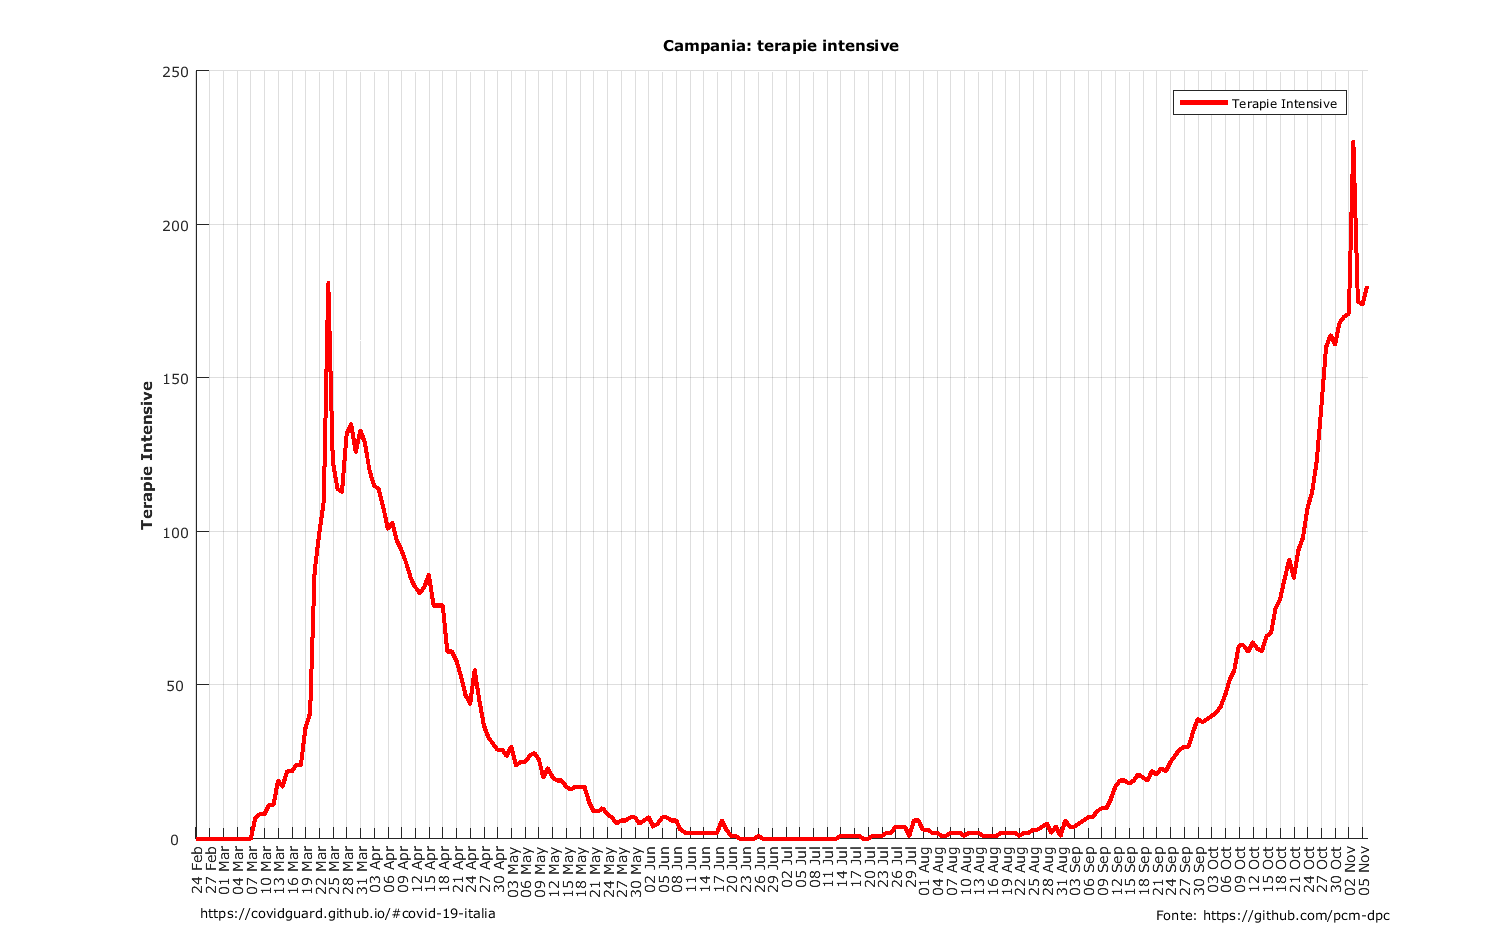 Campania: terapie intensive
Terapie Intensive
250
200
150
100
50
0
Terapie Intensive
24 Feb
27 Feb
01 Mar
04 Mar
07 Mar
10 Mar
13 Mar
16 Mar
19 Mar
22 Mar
25 Mar
28 Mar
31 Mar
03 Apr
06 Apr
09 Apr
12 Apr
15 Apr
18 Apr
21 Apr
24 Apr
27 Apr
30 Apr
03 May
06 May
09 May
12 May
15 May
18 May
21 May
24 May
27 May
30 May
02 Jun
05 Jun
08 Jun
11 Jun
14 Jun
17 Jun
20 Jun
23 Jun
26 Jun
29 Jun
02 Jul
05 Jul
08 Jul
11 Jul
14 Jul
17 Jul
20 Jul
23 Jul
26 Jul
29 Jul
01 Aug
04 Aug
07 Aug
10 Aug
13 Aug
16 Aug
19 Aug
22 Aug
25 Aug
28 Aug
31 Aug
03 Sep
06 Sep
09 Sep
12 Sep
15 Sep
18 Sep
21 Sep
24 Sep
27 Sep
30 Sep
03 Oct
06 Oct
09 Oct
12 Oct
15 Oct
18 Oct
21 Oct
24 Oct
27 Oct
30 Oct
02 Nov
05 Nov
https://covidguard.github.io/#covid-19-italia
Fonte: https://github.com/pcm-dpc